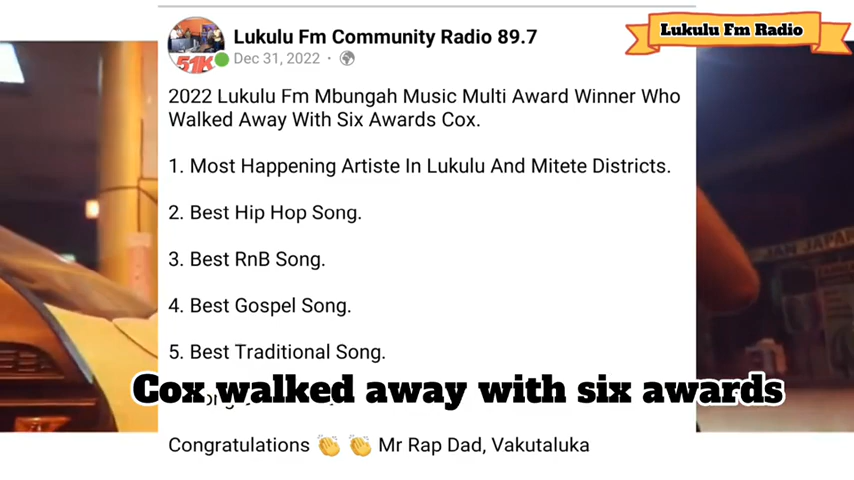 Lukulu Fm Community Radio 89.7
Lukulu Fm Radio
Dec 31, 2022 ·
51K
2022 Lukulu Fm Mbungah Music Multi Award Winner Who
Walked Away With Six Awards Cox.
1. Most Happening Artiste In Lukulu And Mitete Districts.
2. Best Hip Hop Song.
3. Best RnB Song.
4. Best Gospel Song.
5. Best Traditional Song.
Cox walked away with six awards
Congratulations 👏 👏 Mr Rap Dad, Vakutaluka
JAN JAPAN